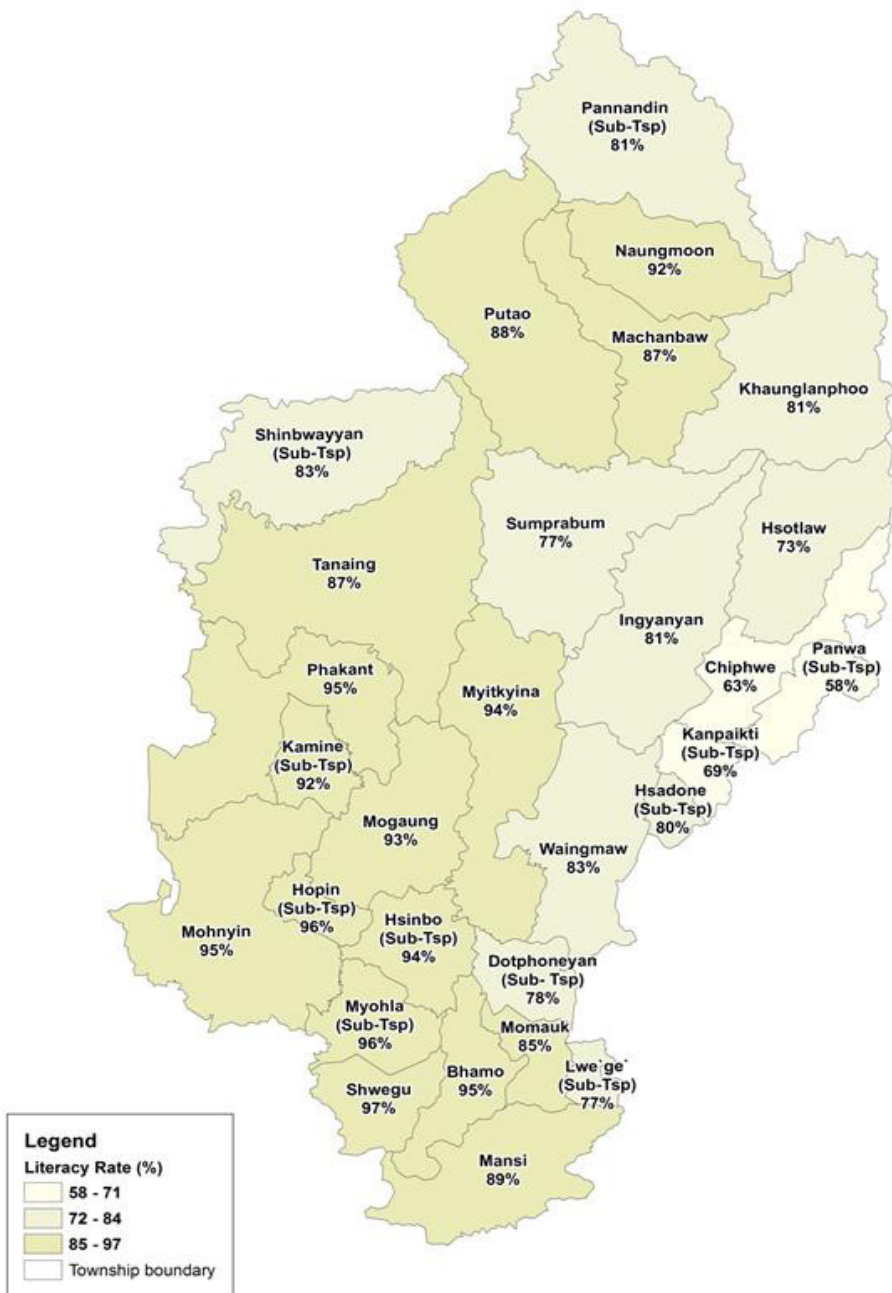 Pannandin
(Sub-Tsp)
81%
Naungmoon
92%
Putao
88%
Machanbaw
87%
Khaunglanphoo
81%
Shinbwayyan
(Sub-Tsp)
83%
Sumprabum
77%
Hsotlaw
73%
Tanaing
87%
Ingyanyan
81%
Phakant
95%
Myitkyina
94%
Chiphwe
63%
Panwa
(Sub-Tsp)
58%
Kamine
(Sub-Tsp)
92%
Kanpaikti
(Sub-Tsp)
69%
Hsadone
(Sub-Tsp)
80%
Mogaung
93%
Waingmaw
83%
Hopin
(Sub-Tsp)
96%
Mohnyin
95%
Hsinbo
(Sub-Tsp)
94%
Dotphoneyan
(Sub- Tsp)
78%
Myohla
(Sub-Tsp)
96%
Momauk
85%
Bhamo
95%
Lwe`ge`
(Sub-Tsp)
77%
Shwegu
97%
Mansi
89%
Legend
Literacy Rate (%)
58 - 71
72 - 84
85 - 97
Township boundary